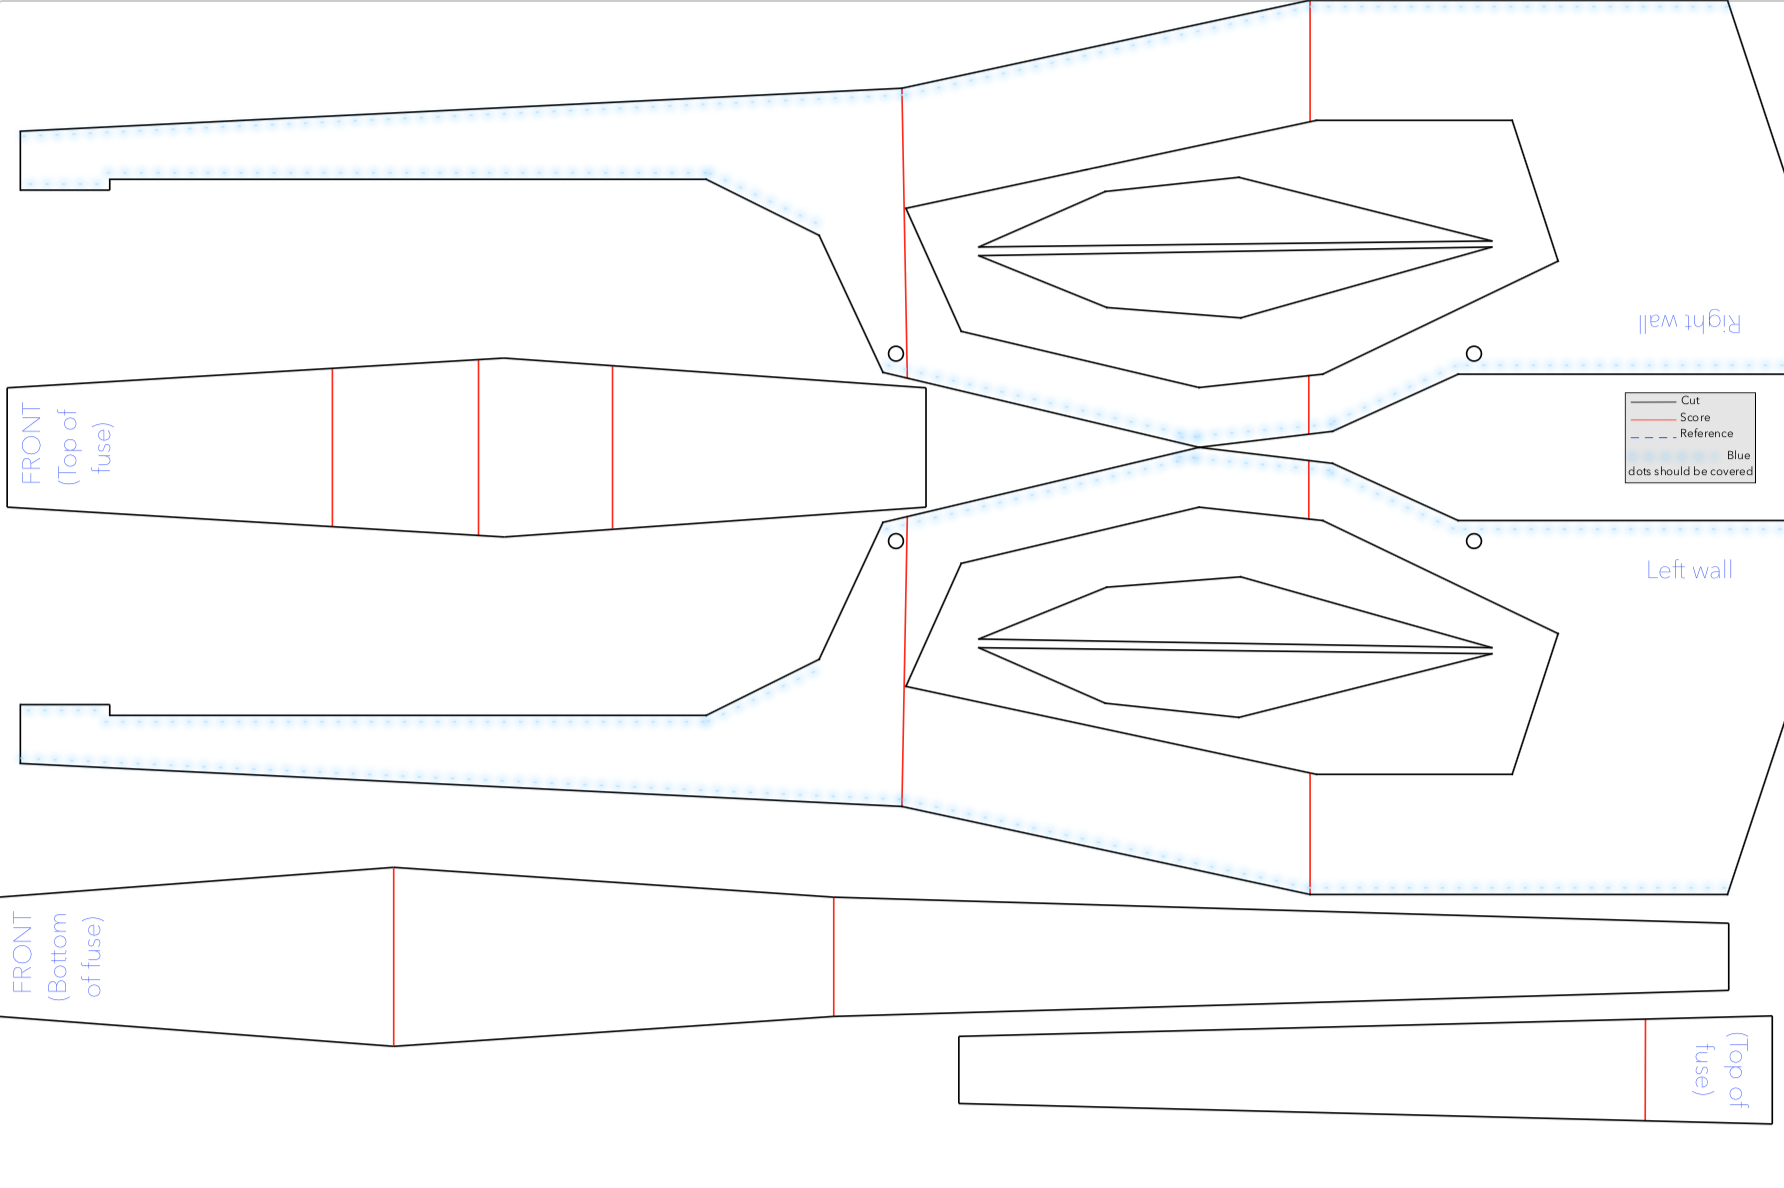 Right wall
FRONT
(Top of
fuse)
Cut
Score
Reference
Blue
dots should be covered
Left wall
FRONT
(Bottom
of fuse)
(Top of
fuse)